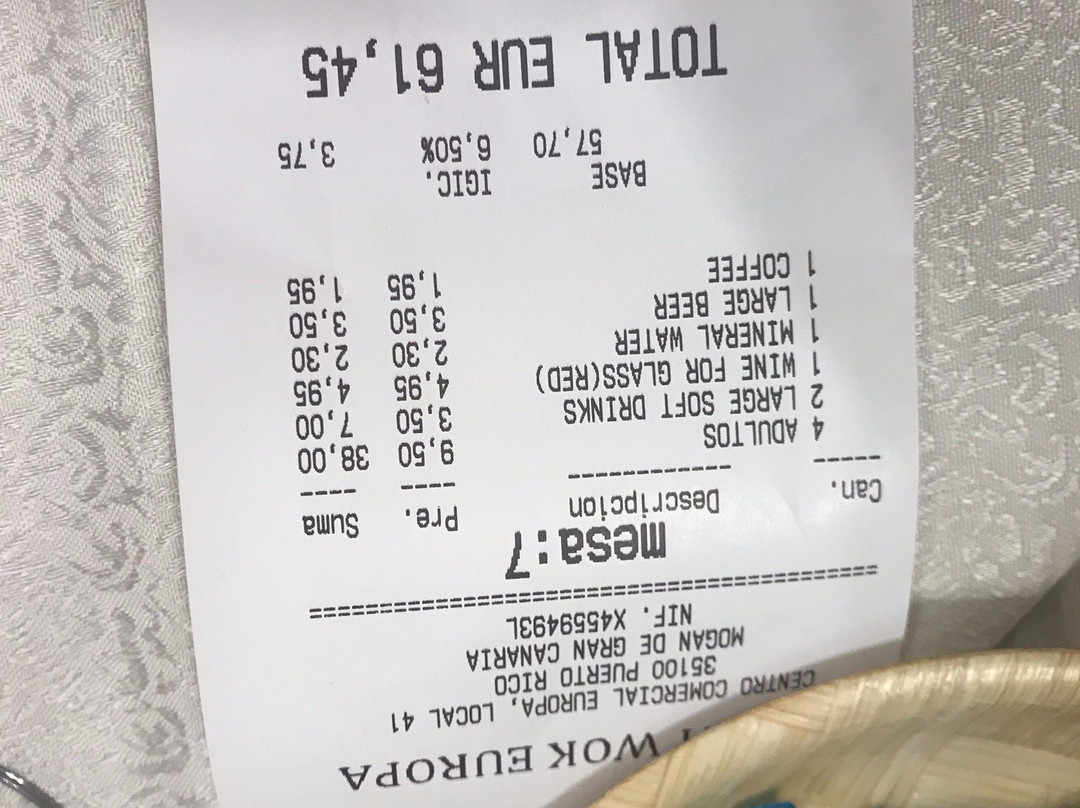 WOK EUROPA
CENTRO COMERCIAL EUROPA, LOCAL 41
35100 PUERTO RICO
MOGAN DE GRAN CANARIA
NIF. X4559493L
==========================================
mesa:7
Can. Descripcion Pre. Suma
----- ------------- ---- ----
4 ADULTOS 9,50 38,00
2 LARGE SOFT DRINKS 3,50 7,00
1 WINE FOR GLASS(RED) 4,95 4,95
1 MINERAL WATER 2,30 2,30
1 LARGE BEER 3,50 3,50
1 COFFEE 1,95 1,95
BASE IGIC.
57,70 6,50% 3,75
TOTAL EUR 61,45